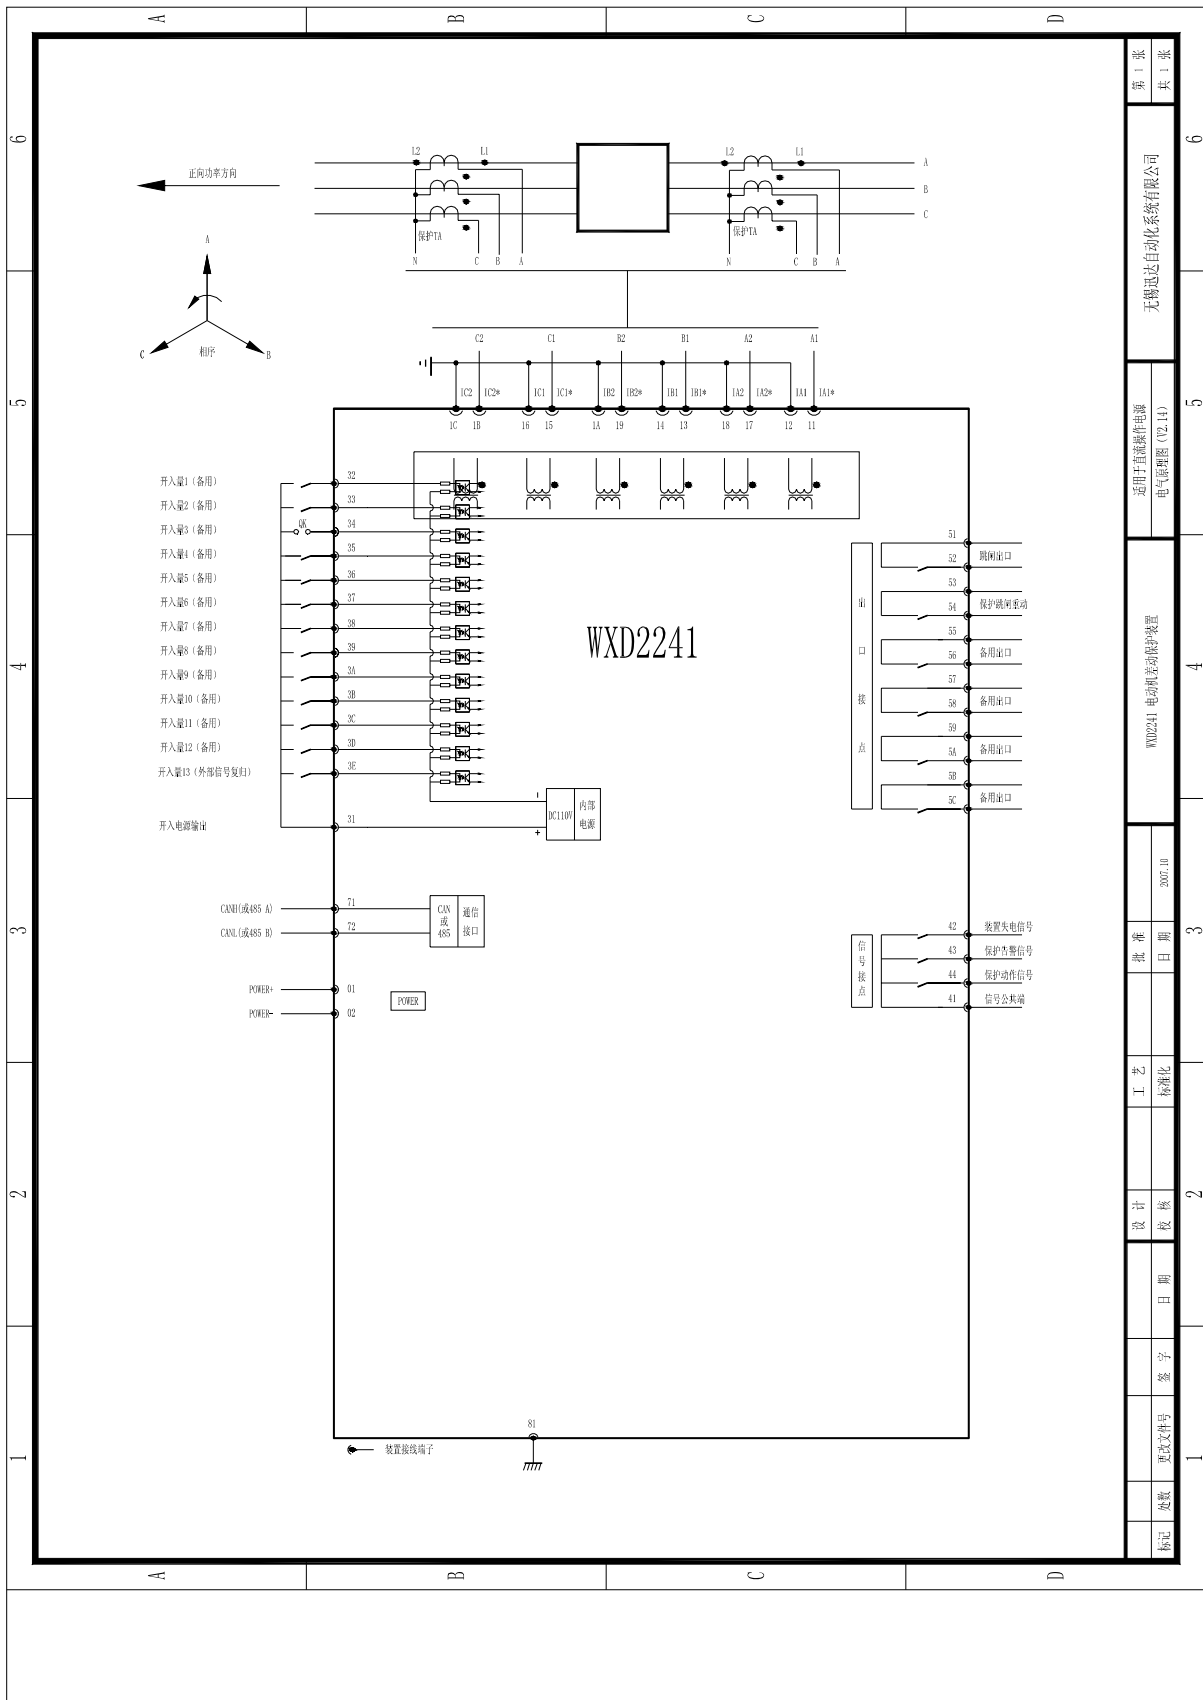 A
B
C
D
6
5
4
3
2
1
正向功率方向
A
C
B
相序
L2
L1
保护TA
N
C
B
A
L2
L1
A
B
C
保护TA
N
C
B
A
C2
C1
B2
B1
A2
A1
IC2
IC2*
IC1
IC1*
IB2
IB2*
IB1
IB1*
IA2
IA2*
IA1
IA1*
1C
1B
16
15
1A
19
14
13
18
17
12
11
开入量1（备用）
32
开入量2（备用）
33
开入量3（备用）
QK
34
开入量4（备用）
35
开入量5（备用）
36
开入量6（备用）
37
开入量7（备用）
38
开入量8（备用）
39
开入量9（备用）
3A
开入量10（备用）
3B
开入量11（备用）
3C
开入量12（备用）
3D
开入量13（外部信号复归）
3E
开入电源输出
31
-
+
DC110V
内部
电源
WXD2241
出
口
接
点
51
52
跳闸出口
53
54
保护跳闸重动
55
56
备用出口
57
58
备用出口
59
5A
备用出口
5B
5C
备用出口
CANH(或485 A)
71
CANL(或485 B)
72
CAN
或
485
通信
接口
POWER+
01
POWER-
02
POWER
信
号
接
点
42
装置失电信号
43
保护告警信号
44
保护动作信号
41
信号公共端
81
装置接线端子
第 1 张
共 1 张
无锡迅达自动化系统有限公司
适用于直流操作电源
电气原理图（V2.14）
WXD2241 电动机差动保护装置
批 准
日 期
2007.10
工 艺
标准化
设 计
校 核
标记
处数
更改文件号
签 字
日 期
A
B
C
D
6
5
4
3
2
1